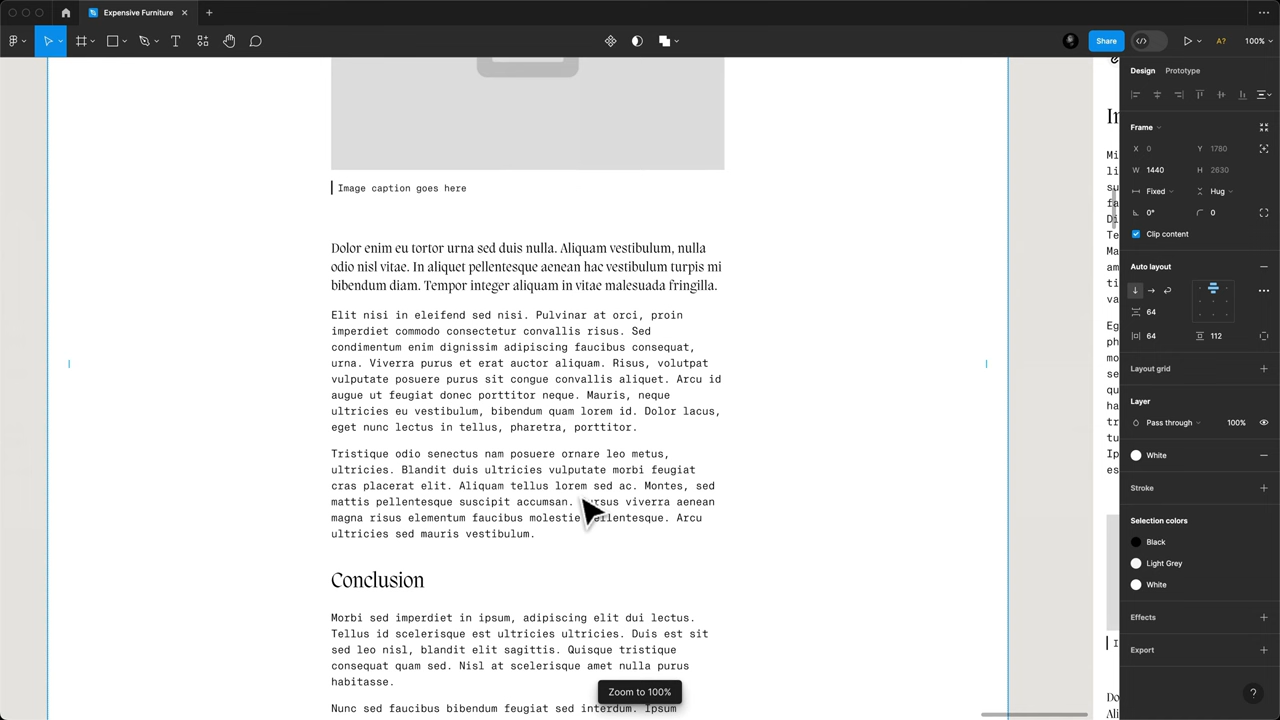 Expensive Furniture
Share
A?
100%
Image caption goes here
Dolor enim eu tortor urna sed duis nulla. Aliquam vestibulum, nulla
odio nisl vitae. In aliquet pellentesque aenean hac vestibulum turpis mi
bibendum diam. Tempor integer aliquam in vitae malesuada fringilla.
Elit nisi in eleifend sed nisi. Pulvinar at orci, proin
imperdiet commodo consectetur convallis risus. Sed
condimentum enim dignissim adipiscing faucibus consequat,
urna. Viverra purus et erat auctor aliquam. Risus, volutpat
vulputate posuere purus sit congue convallis aliquet. Arcu id
augue ut feugiat donec porttitor neque. Mauris, neque
ultricies eu vestibulum, bibendum quam lorem id. Dolor lacus,
eget nunc lectus in tellus, pharetra, porttitor.
Tristique odio senectus nam posuere ornare leo metus,
ultricies. Blandit duis ultricies vulputate morbi feugiat
cras placerat elit. Aliquam tellus lorem sed ac. Montes, sed
mattis pellentesque suscipit accumsan. viverra aenean
magna risus elementum faucibus molestie Arcu
ultricies sed mauris vestibulum.
Conclusion
Morbi sed imperdiet in ipsum, adipiscing elit dui lectus.
Tellus id scelerisque est ultricies ultricies. Duis est sit
sed leo nisl, blandit elit sagittis. Quisque tristique
consequat quam sed. Nisl at scelerisque amet nulla purus
habitasse.
Nunc sed faucibus bibendum feugiat sed interdum. Ipsum
Zoom to 100%
Design Prototype
Frame
X 0 Y 1780
W 1440 H 2630
Fixed Hug
0° 0
Clip content
Auto layout
64
64 112
Layout grid
Layer
Pass through 100%
White
Stroke
Selection colors
Black
Light Grey
White
Effects
Export
?